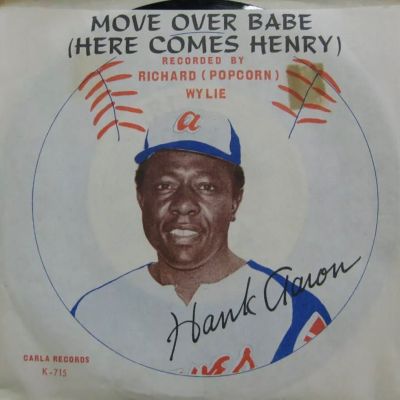 MOVE OVER BABE
(HERE COMES HENRY)
RECORDED BY
RICHARD (POPCORN)
WYLIE
a
Hank Aaron
CARLA RECORDS
K-715